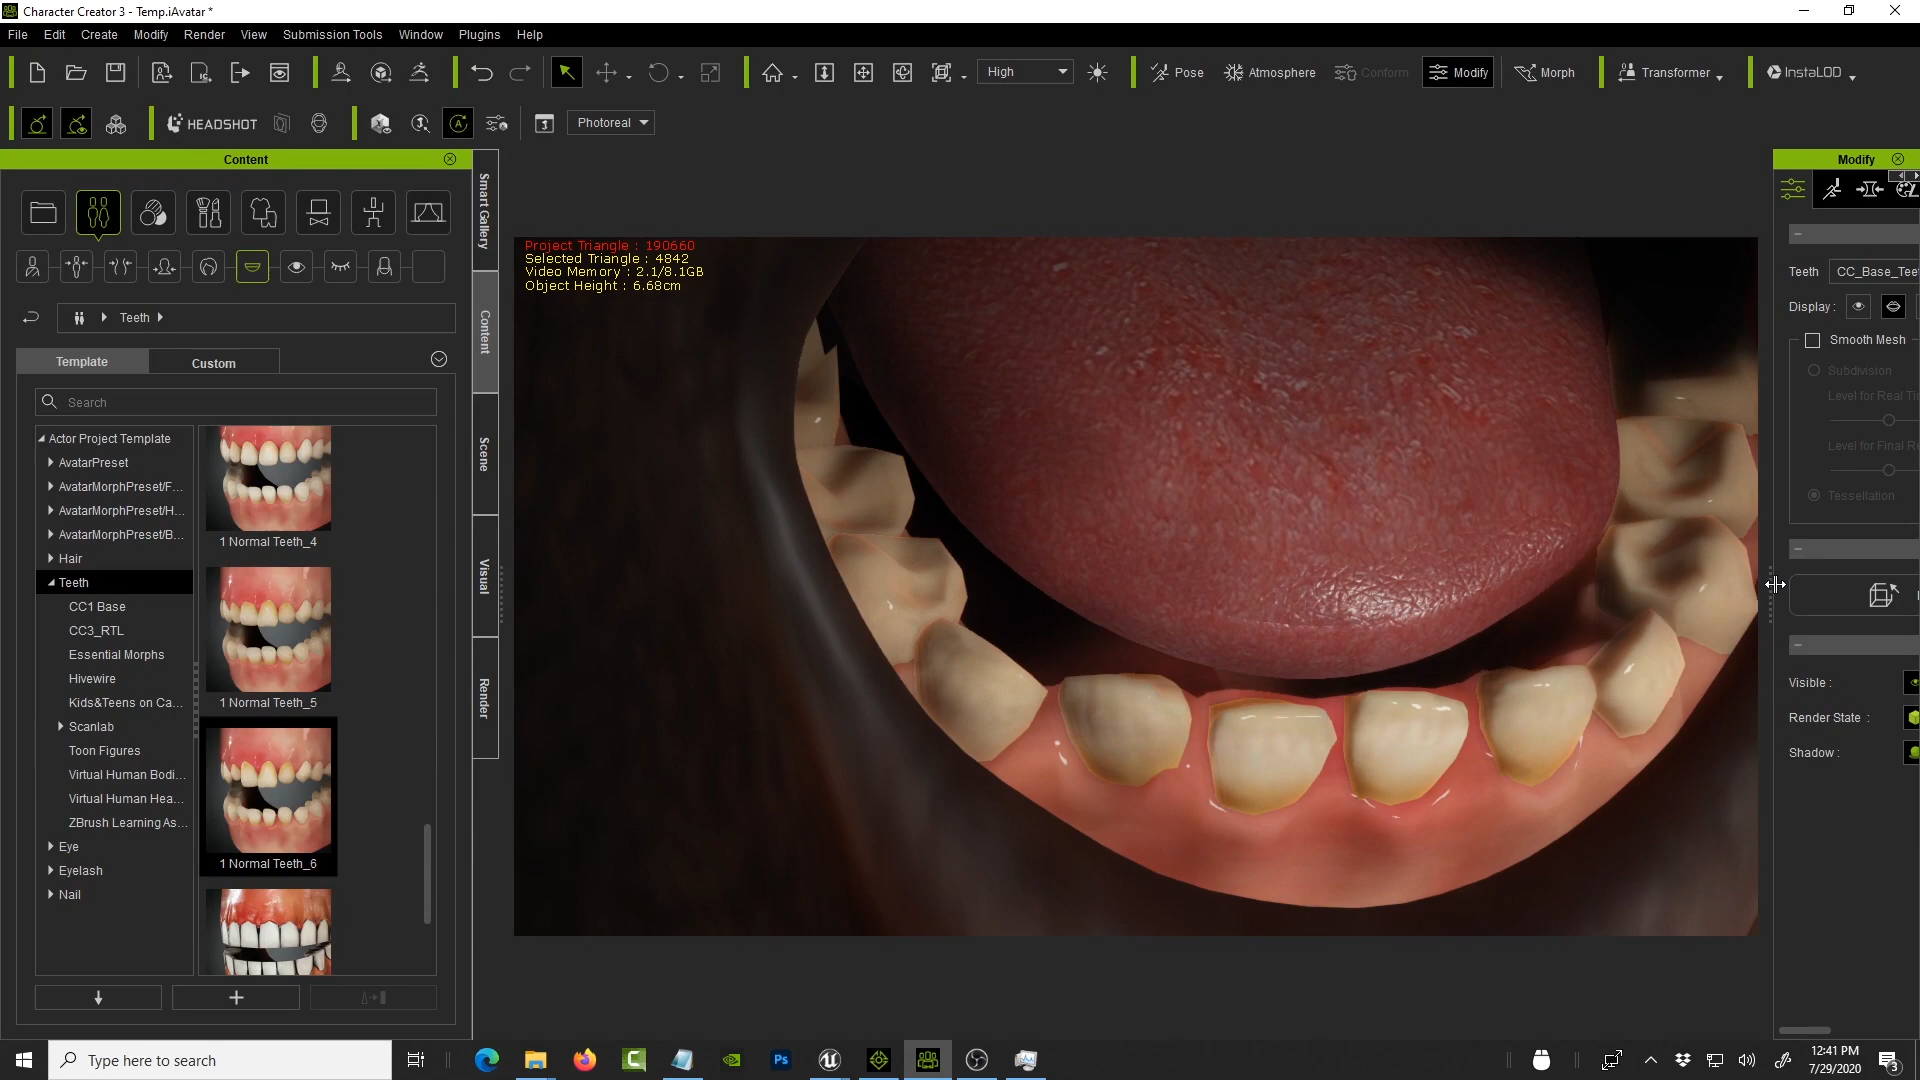 Character Creator 3 - Temp.iAvatar *
File Edit Create Modify Render View Submission Tools Window Plugins Help
High Pose Atmosphere Conform Modify Morph Transformer InstaLOD
HEADSHOT Photoreal
Content
Modify
Smart Gallery
Content
Scene
Visual
Render
Teeth
Template Custom
Search
Actor Project Template
AvatarPreset
AvatarMorphPreset/F...
AvatarMorphPreset/H...
AvatarMorphPreset/B...
Hair
Teeth
CC1 Base
CC3_RTL
Essential Morphs
Hivewire
Kids&Teens on Ca...
Scanlab
Toon Figures
Virtual Human Bodi...
Virtual Human Hea...
ZBrush Learning As...
Eye
Eyelash
Nail
1 Normal Teeth_4
1 Normal Teeth_5
1 Normal Teeth_6
Project Triangle : 190660
Selected Triangle : 4842
Video Memory : 2.1/8.1GB
Object Height : 6.68cm
Teeth CC_Base_Tee
Display :
Smooth Mesh
Subdivision
Level for Real Ti
Level for Final R
Tessellation
Visible :
Render State :
Shadow :
Type here to search
12:41 PM
7/29/2020
3